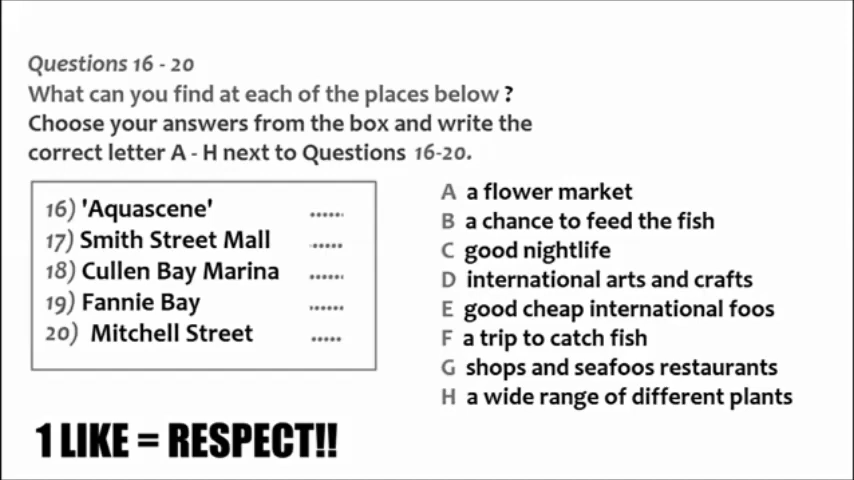 Questions 16 - 20
What can you find at each of the places below ?
Choose your answers from the box and write the
correct letter A - H next to Questions 16-20.
16) 'Aquascene' ......
17) Smith Street Mall .....
18) Cullen Bay Marina ......
19) Fannie Bay ......
20) Mitchell Street .....
A a flower market
B a chance to feed the fish
C good nightlife
D international arts and crafts
E good cheap international foos
F a trip to catch fish
G shops and seafoos restaurants
H a wide range of different plants
1 LIKE = RESPECT!!